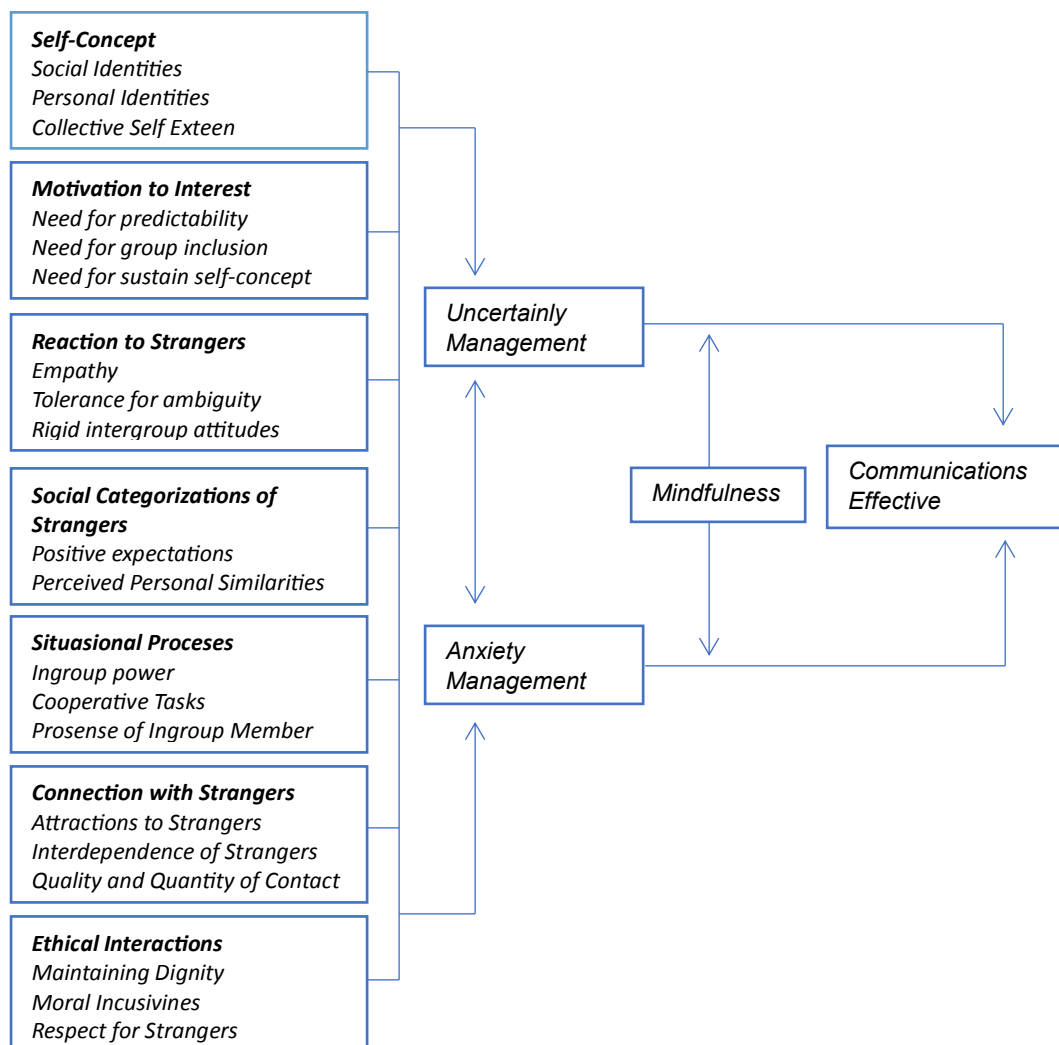 Self-Concept
Social Identities
Personal Identities
Collective Self Exteen
Motivation to Interest
Need for predictability
Need for group inclusion
Need for sustain self-concept
Reaction to Strangers
Empathy
Tolerance for ambiguity
Rigid intergroup attitudes
Social Categorizations of
Strangers
Positive expectations
Perceived Personal Similarities
Situasional Proceses
Ingroup power
Cooperative Tasks
Prosense of Ingroup Member
Connection with Strangers
Attractions to Strangers
Interdependence of Strangers
Quality and Quantity of Contact
Ethical Interactions
Maintaining Dignity
Moral Incusivines
Respect for Strangers
Uncertainly
Management
Anxiety
Management
Mindfulness
Communications
Effective